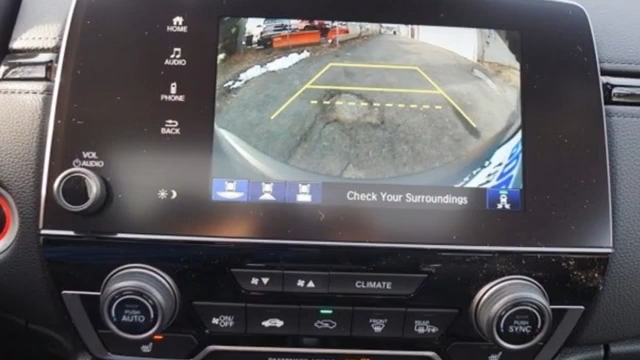 HOME
AUDIO
PHONE
BACK
VOL
AUDIO
Check Your Surroundings
CLIMATE
PUSH
AUTO
ON/
OFF
FRONT
REAR
PUSH
SYNC